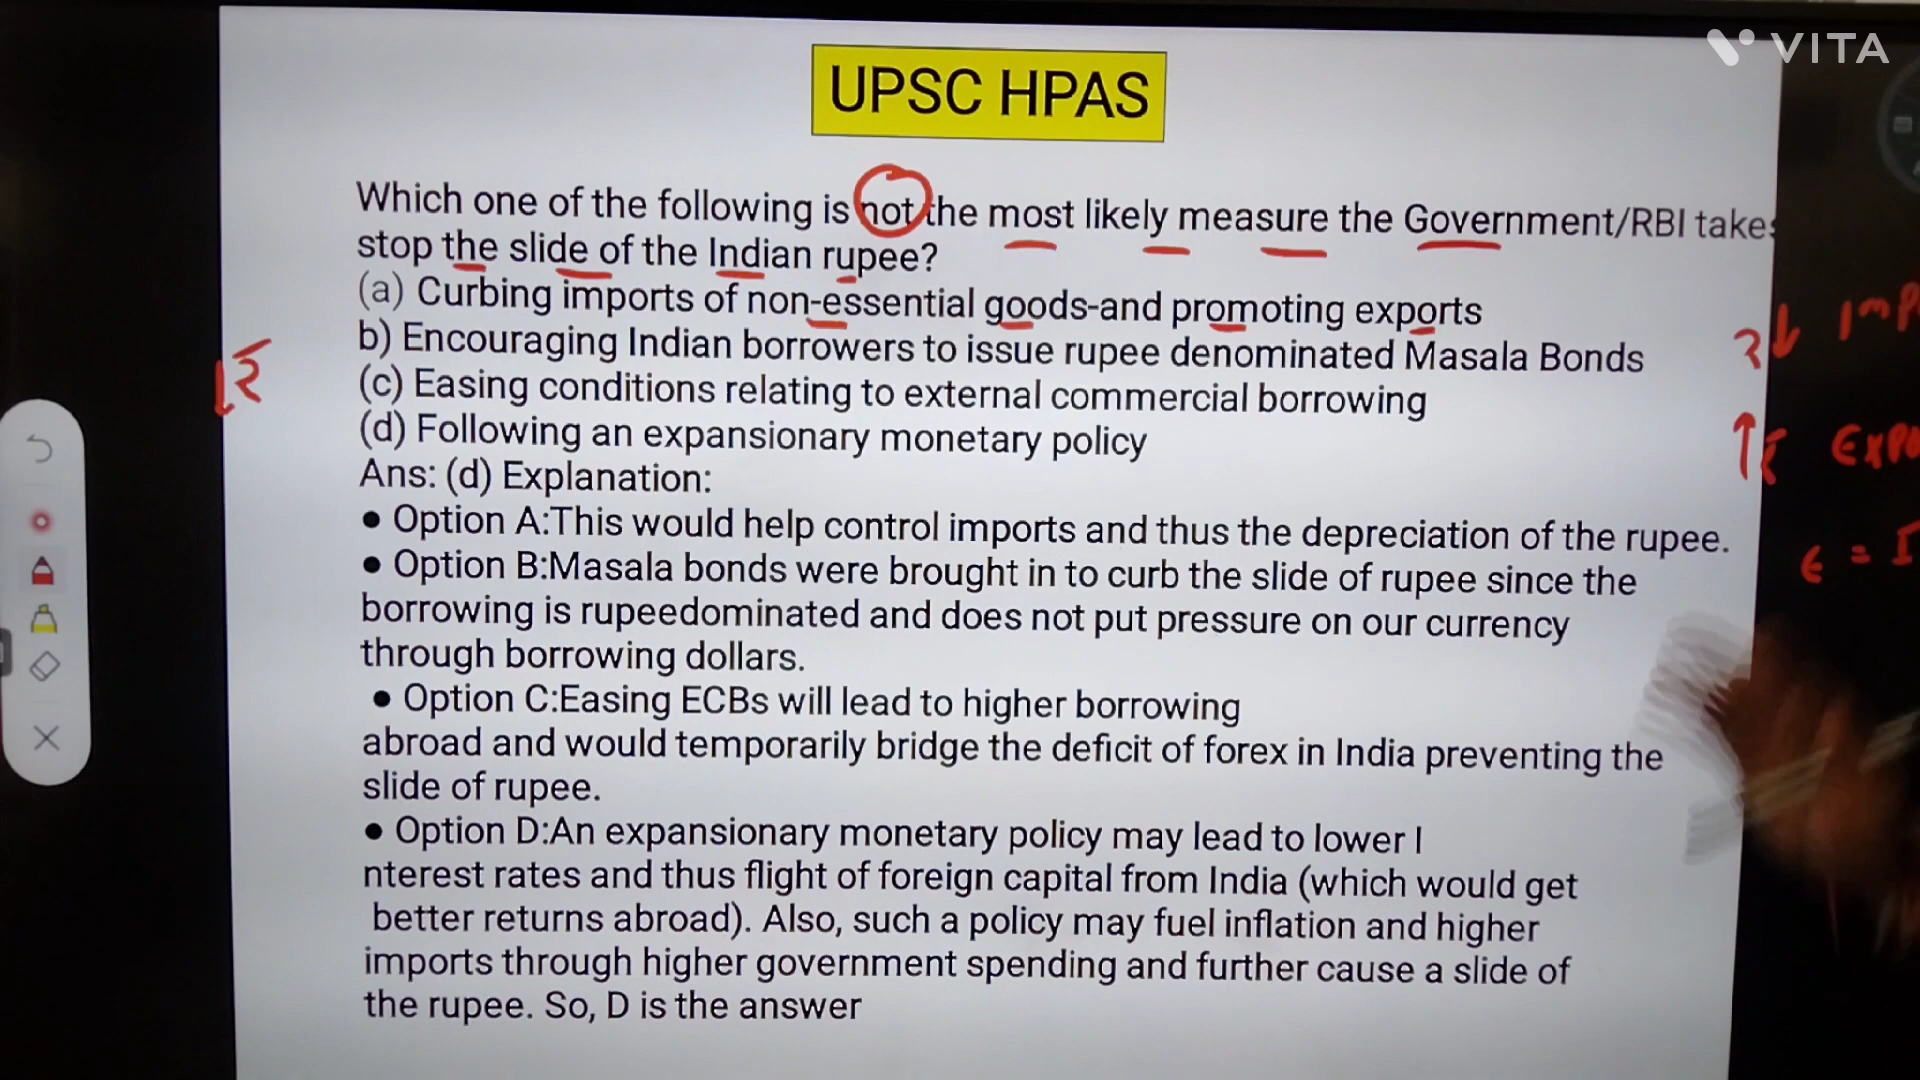 VITA
UPSC HPAS
Which one of the following is not the most likely measure the Government/RBI takes
stop the slide of the Indian rupee?
(a) Curbing imports of non-essential goods-and promoting exports
b) Encouraging Indian borrowers to issue rupee denominated Masala Bonds
(c) Easing conditions relating to external commercial borrowing
(d) Following an expansionary monetary policy
Ans: (d) Explanation:
● Option A:This would help control imports and thus the depreciation of the rupee.
● Option B:Masala bonds were brought in to curb the slide of rupee since the
borrowing is rupeedominated and does not put pressure on our currency
through borrowing dollars.
● Option C:Easing ECBs will lead to higher borrowing
abroad and would temporarily bridge the deficit of forex in India preventing the
slide of rupee.
● Option D:An expansionary monetary policy may lead to lower I
nterest rates and thus flight of foreign capital from India (which would get
better returns abroad). Also, such a policy may fuel inflation and higher
imports through higher government spending and further cause a slide of
the rupee. So, D is the answer
↓ Imp
↑ Expo